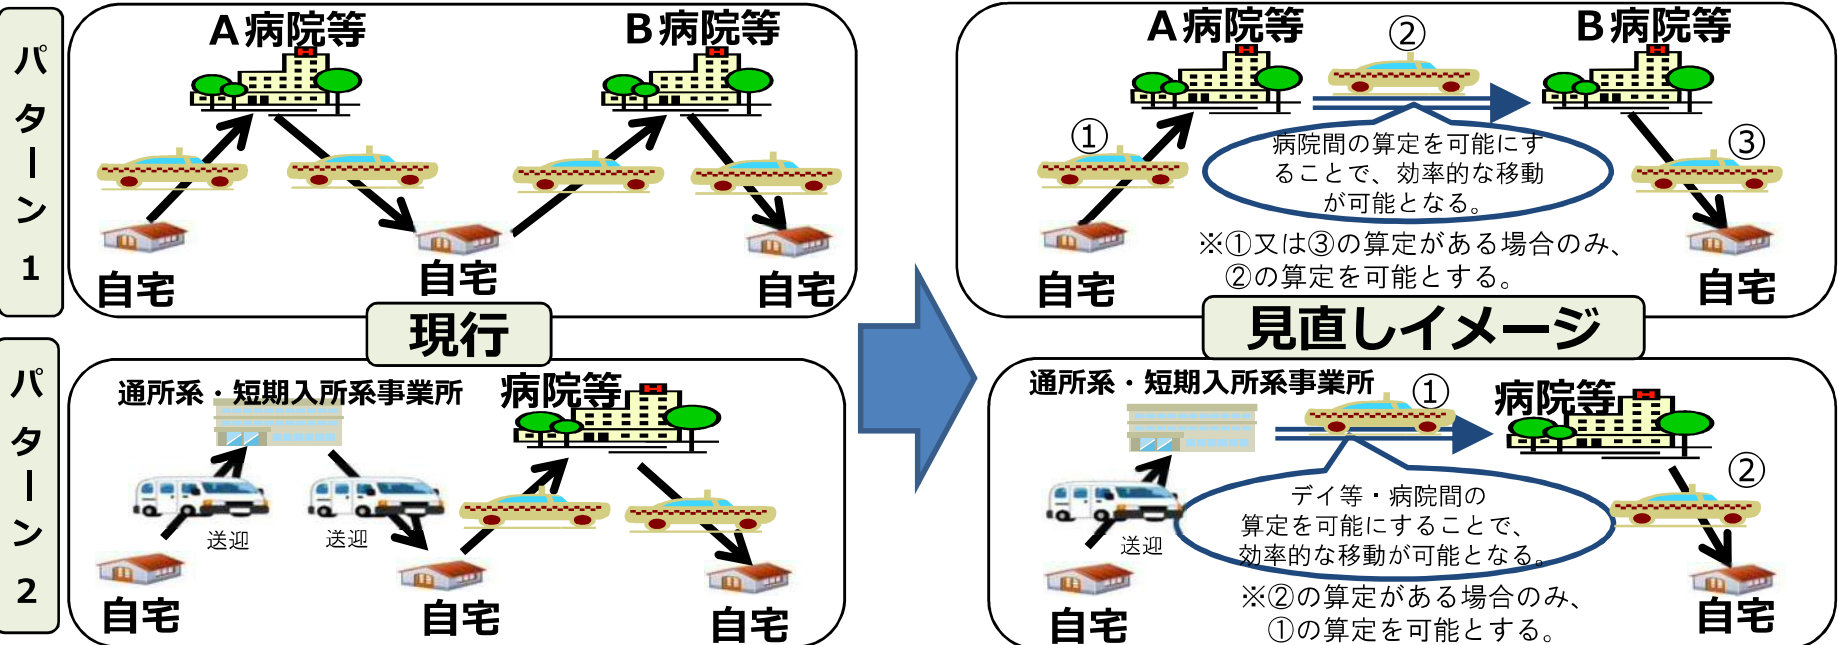 パターン1
A病院等
B病院等
自宅
自宅
自宅
現行
パターン2
通所系・短期入所系事業所
病院等
送迎
送迎
自宅
自宅
自宅
A病院等
②
B病院等
①
病院間の算定を可能にす
ることで、効率的な移動
が可能となる。
③
※①又は③の算定がある場合のみ、
②の算定を可能とする。
自宅
自宅
見直しイメージ
通所系・短期入所系事業所
①
病院等
②
デイ等・病院間の
算定を可能にすることで、
効率的な移動が可能となる。
送迎
※②の算定がある場合のみ、
①の算定を可能とする。
自宅
自宅